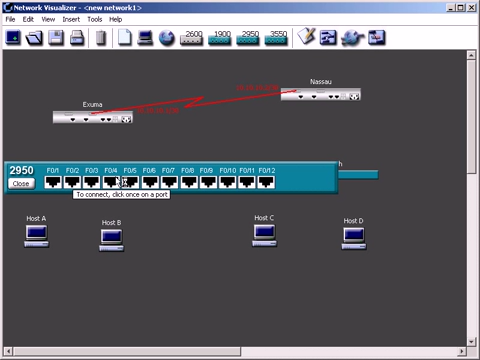 Network Visualizer - <new network1>
File Edit View Insert Tools Help
2600 1900 2950 3550
Nassau
Exuma
2950 F0/1 F0/2 F0/3 F0/4 F0/5 F0/6 F0/7 F0/8 F0/9 F0/10 F0/11 F0/12
h
Close
To connect, click once on a port
Host A Host B Host C Host D